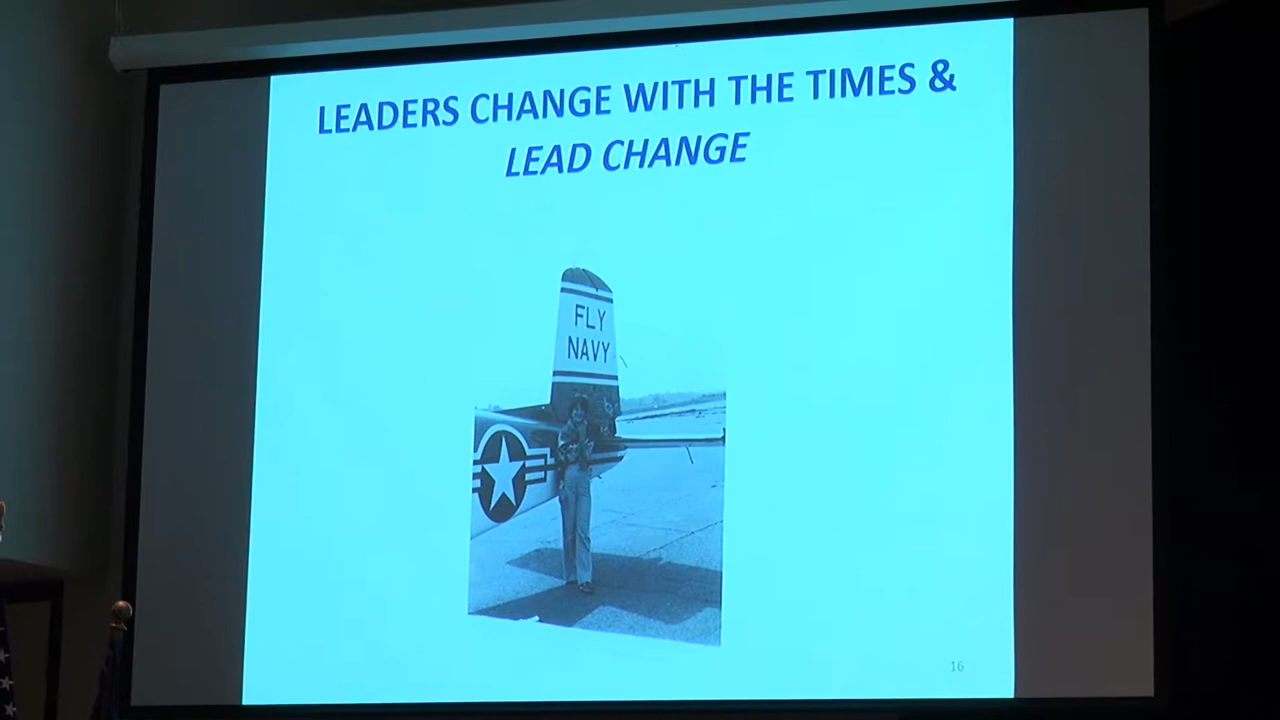 LEADERS CHANGE WITH THE TIMES &
LEAD CHANGE
FLY
NAVY
16